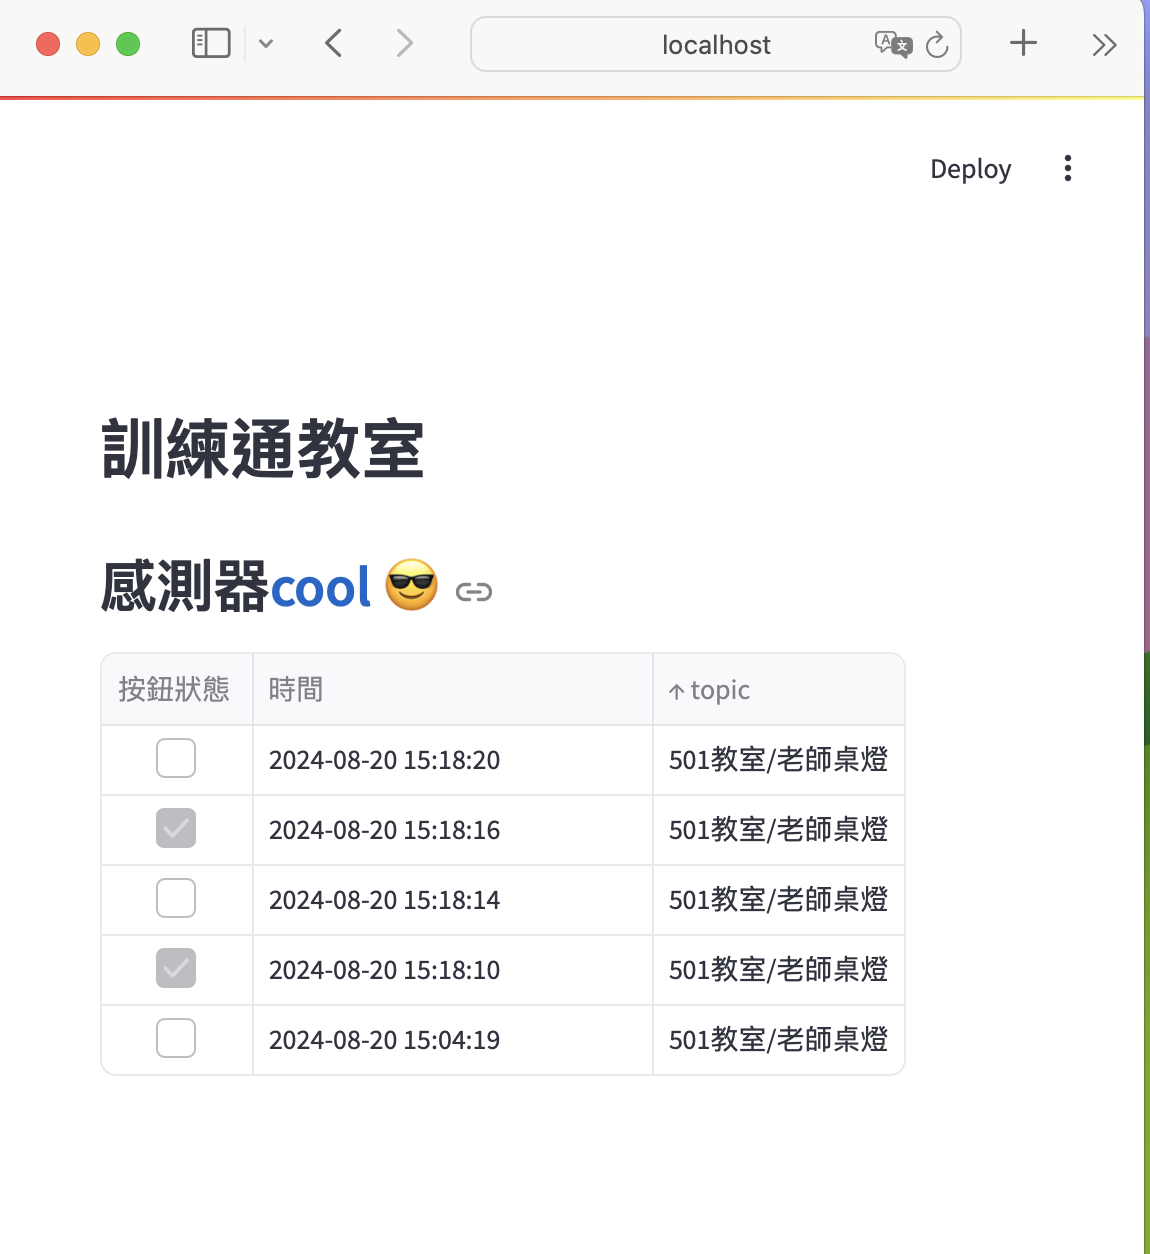 localhost
Deploy
訓練通教室
感測器cool 😎
按鈕狀態 時間 ↑ topic
2024-08-20 15:18:20 501教室/老師桌燈
2024-08-20 15:18:16 501教室/老師桌燈
2024-08-20 15:18:14 501教室/老師桌燈
2024-08-20 15:18:10 501教室/老師桌燈
2024-08-20 15:04:19 501教室/老師桌燈